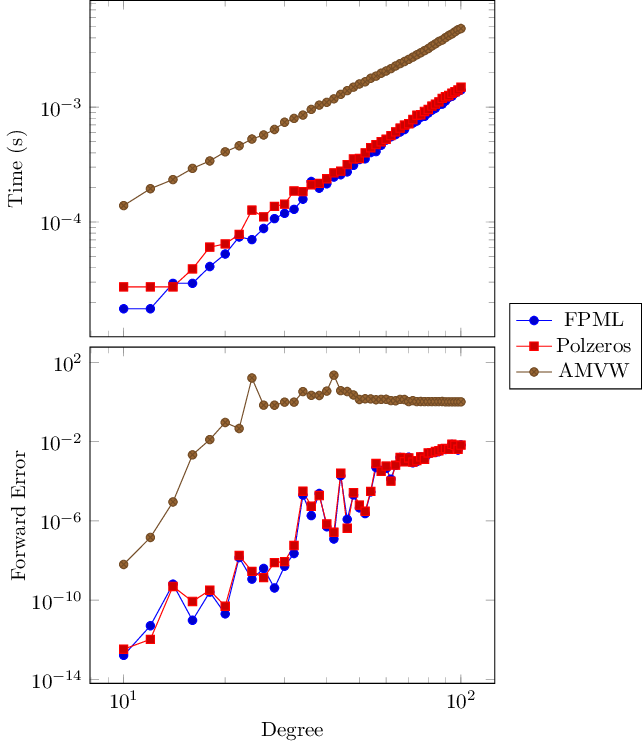 10^{-3}
10^{-4}
Time (s)
FPML
Polzeros
AMVW
10^{2}
10^{-2}
10^{-6}
10^{-10}
10^{-14}
Forward Error
10^{1}
10^{2}
Degree